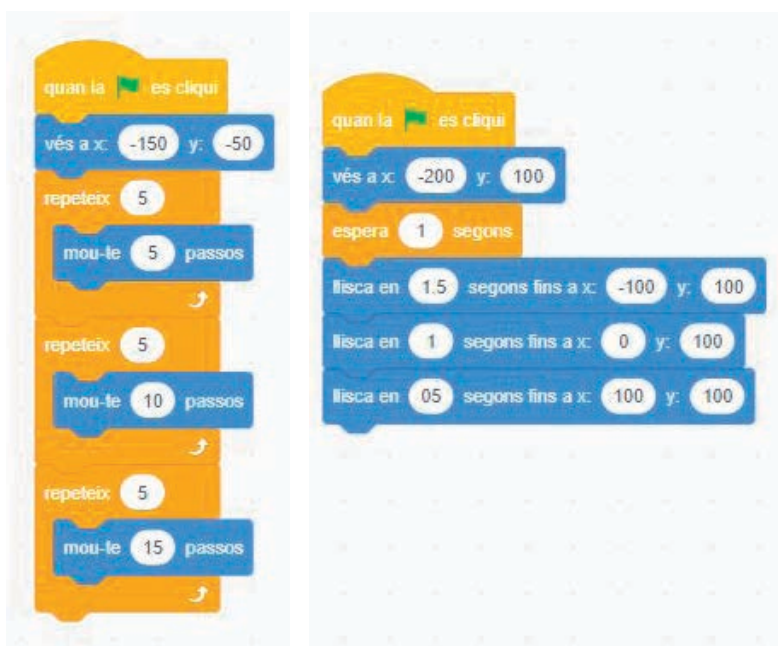 quan la es cliqui
vés a x: -150 y: -50
repeteix 5
mou-te 5 passos
repeteix 5
mou-te 10 passos
repeteix 5
mou-te 15 passos
quan la es cliqui
vés a x: -200 y: 100
espera 1 segons
llisca en 1.5 segons fins a x: -100 y: 100
llisca en 1 segons fins a x: 0 y: 100
llisca en 05 segons fins a x: 100 y: 100